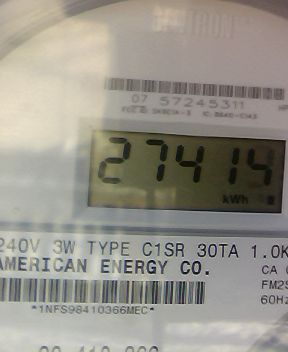 07 57245311
27414
kWh
240V 3W TYPE C1SR 30TA 1.0K
AMERICAN ENERGY CO.
CA
FM2S
60Hz
*1NFS98410366MEC*